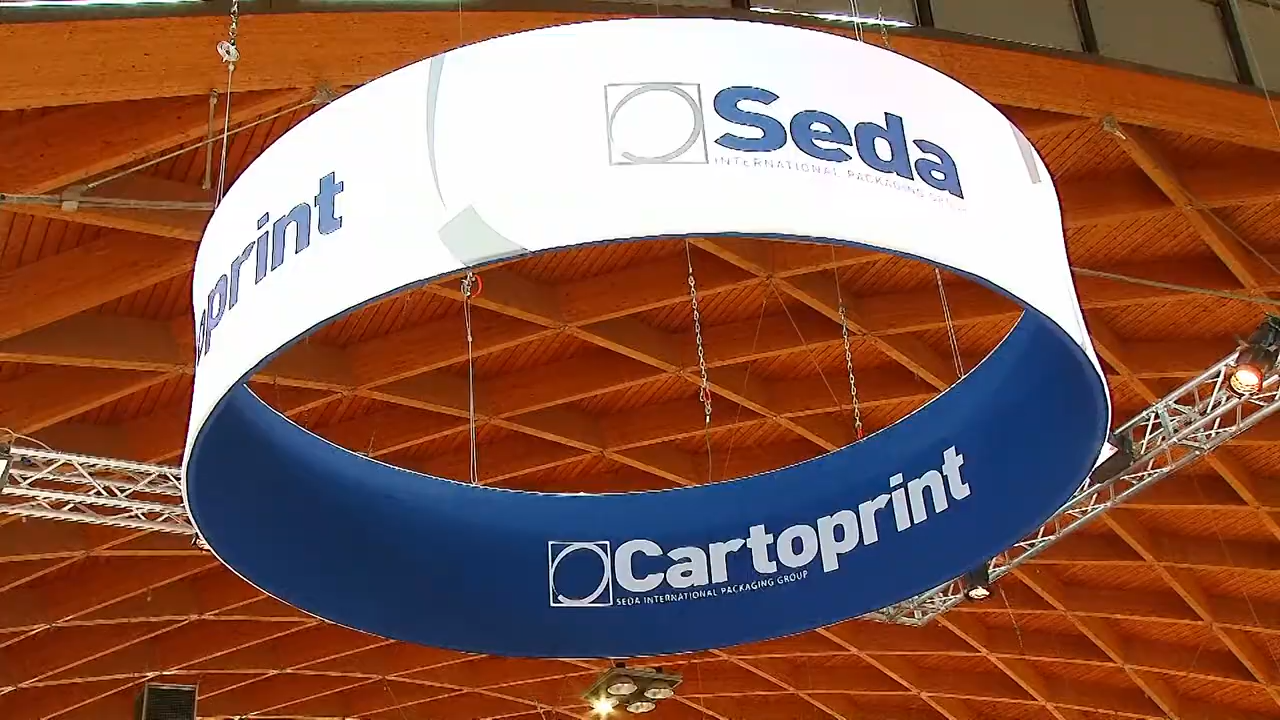 Seda
INTERNATIONAL PACKAGING GROUP
print
Cartoprint
SEDA INTERNATIONAL PACKAGING GROUP